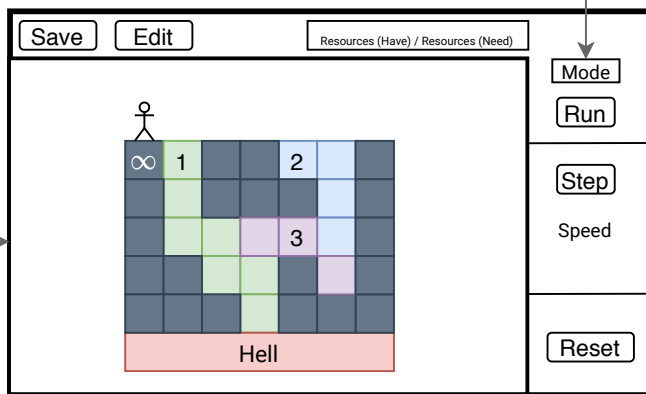 Save Edit Resources (Have) / Resources (Need)
Mode
Run
∞ 1 2
Step
3 Speed
Hell Reset